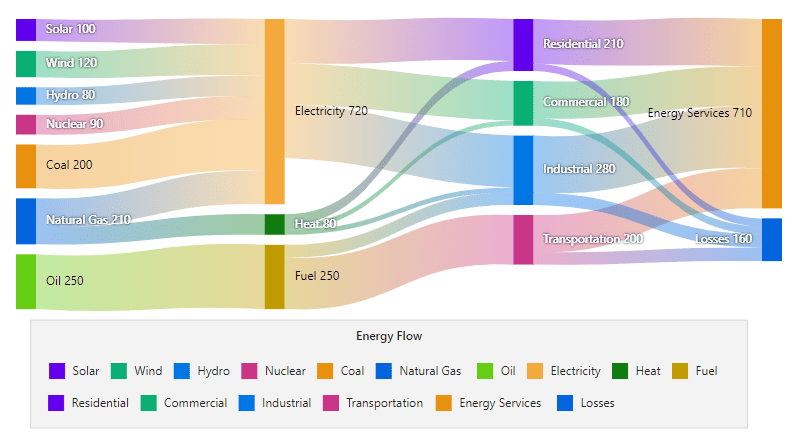 Solar 100
Wind 120
Hydro 80
Nuclear 90
Coal 200
Natural Gas 210
Oil 250
Electricity 720
Heat 80
Fuel 250
Residential 210
Commercial 180
Industrial 280
Transportation 200
Energy Services 710
Losses 160
Energy Flow
Solar Wind Hydro Nuclear Coal Natural Gas Oil Electricity Heat Fuel
Residential Commercial Industrial Transportation Energy Services Losses